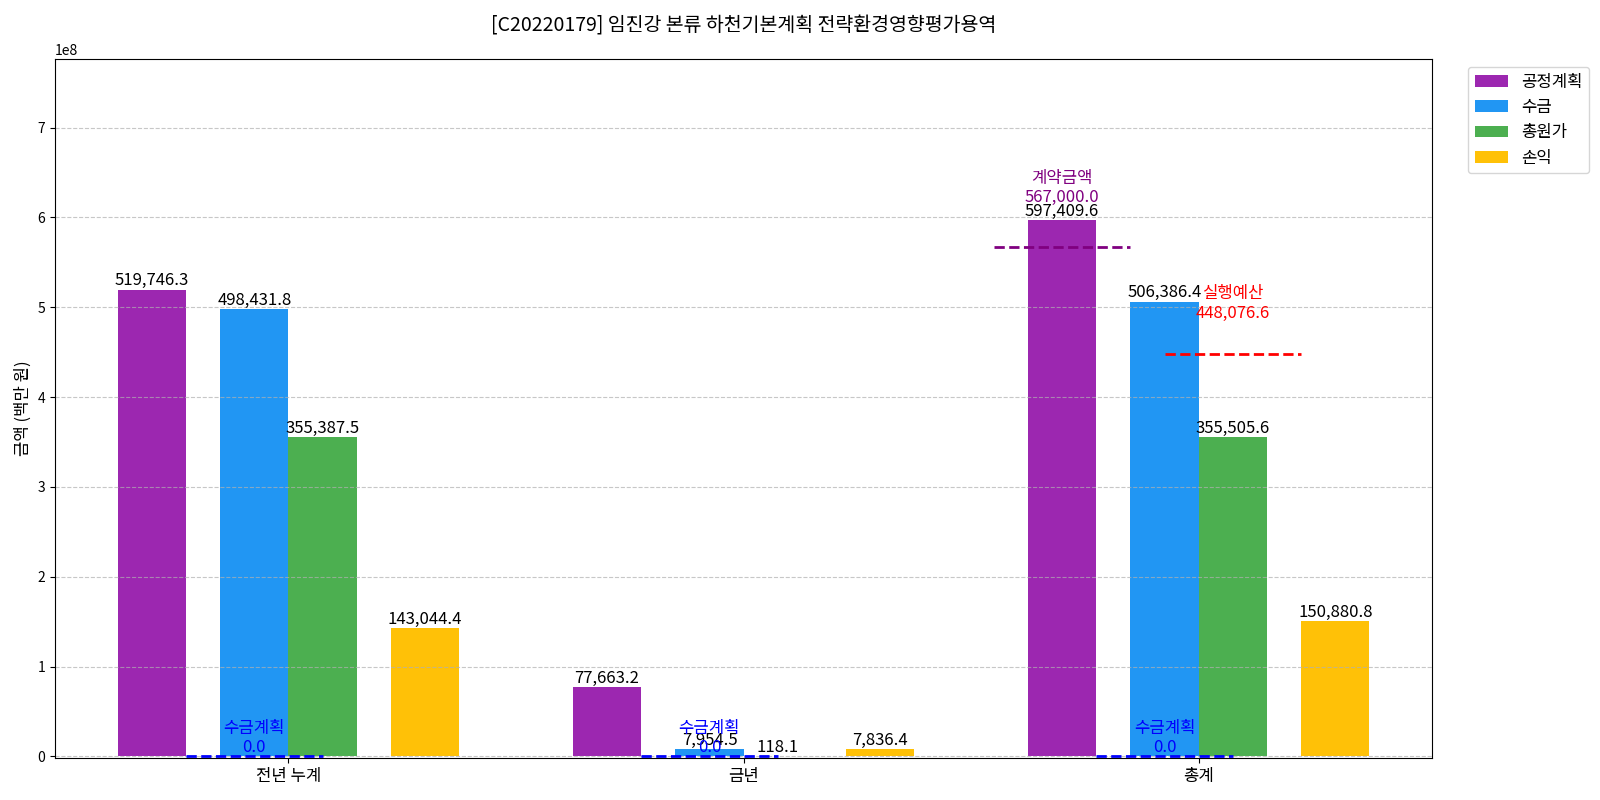 [C20220179] 임진강 본류 하천기본계획 전략환경영향평가용역
1e8
공정계획
수금
총원가
손익
금액 (백만 원)
7
6
5
4
3
2
1
0
519,746.3
498,431.8
355,387.5
143,044.4
수금계획
0.0
77,663.2
수금계획
0.0
7,954.5
118.1
7,836.4
계약금액
567,000.0
597,409.6
506,386.4
실행예산
448,076.6
355,505.6
150,880.8
수금계획
0.0
전년 누계
금년
총계